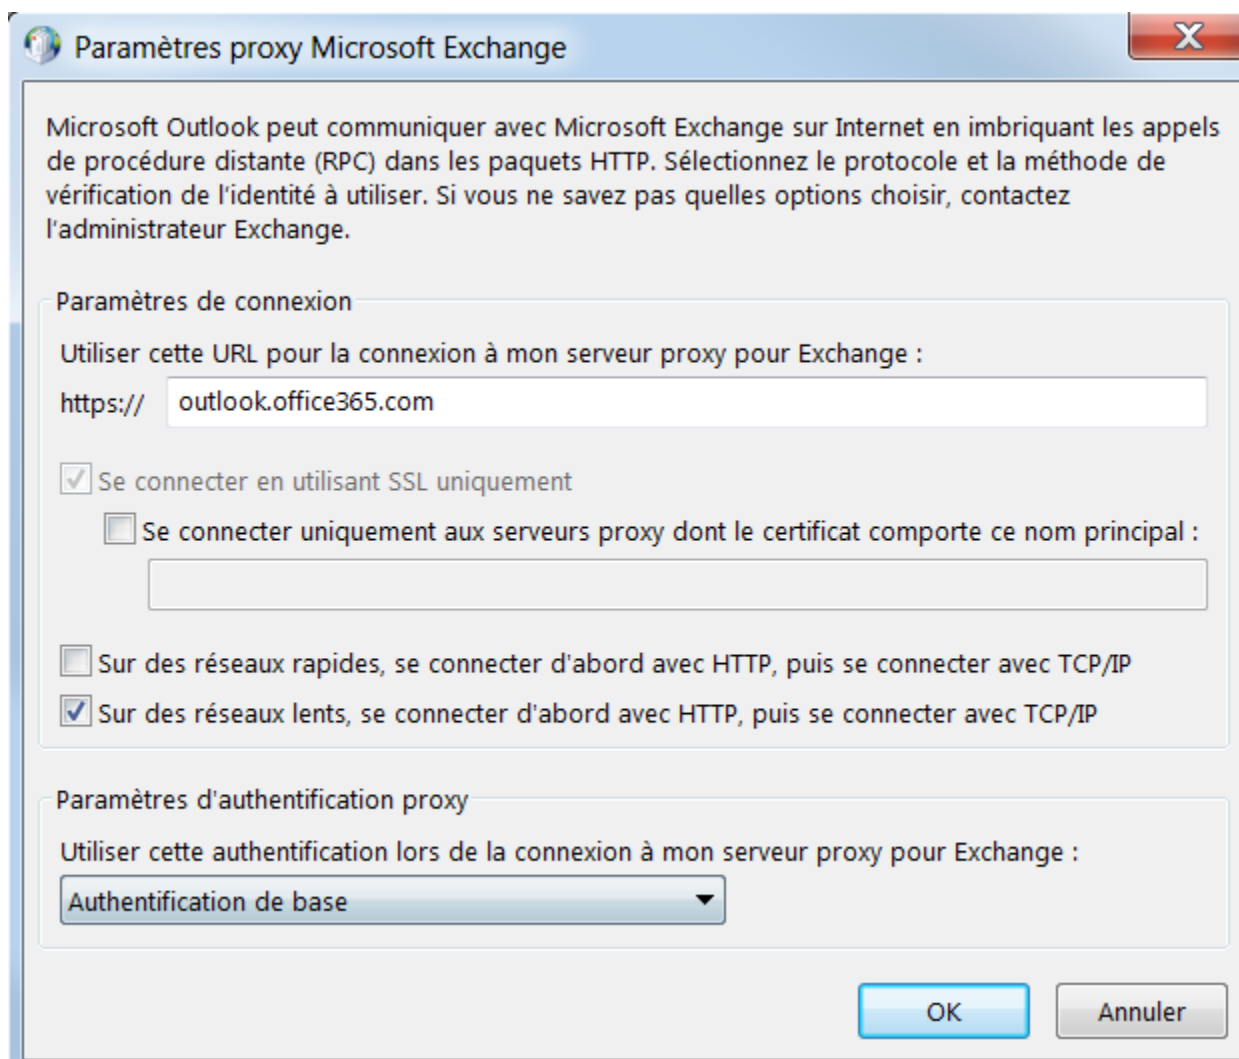 Paramètres proxy Microsoft Exchange
Microsoft Outlook peut communiquer avec Microsoft Exchange sur Internet en imbriquant les appels
de procédure distante (RPC) dans les paquets HTTP. Sélectionnez le protocole et la méthode de
vérification de l'identité à utiliser. Si vous ne savez pas quelles options choisir, contactez
l'administrateur Exchange.
Paramètres de connexion
Utiliser cette URL pour la connexion à mon serveur proxy pour Exchange :
https:// outlook.office365.com
Se connecter en utilisant SSL uniquement
Se connecter uniquement aux serveurs proxy dont le certificat comporte ce nom principal :
Sur des réseaux rapides, se connecter d'abord avec HTTP, puis se connecter avec TCP/IP
Sur des réseaux lents, se connecter d'abord avec HTTP, puis se connecter avec TCP/IP
Paramètres d'authentification proxy
Utiliser cette authentification lors de la connexion à mon serveur proxy pour Exchange :
Authentification de base
OK Annuler